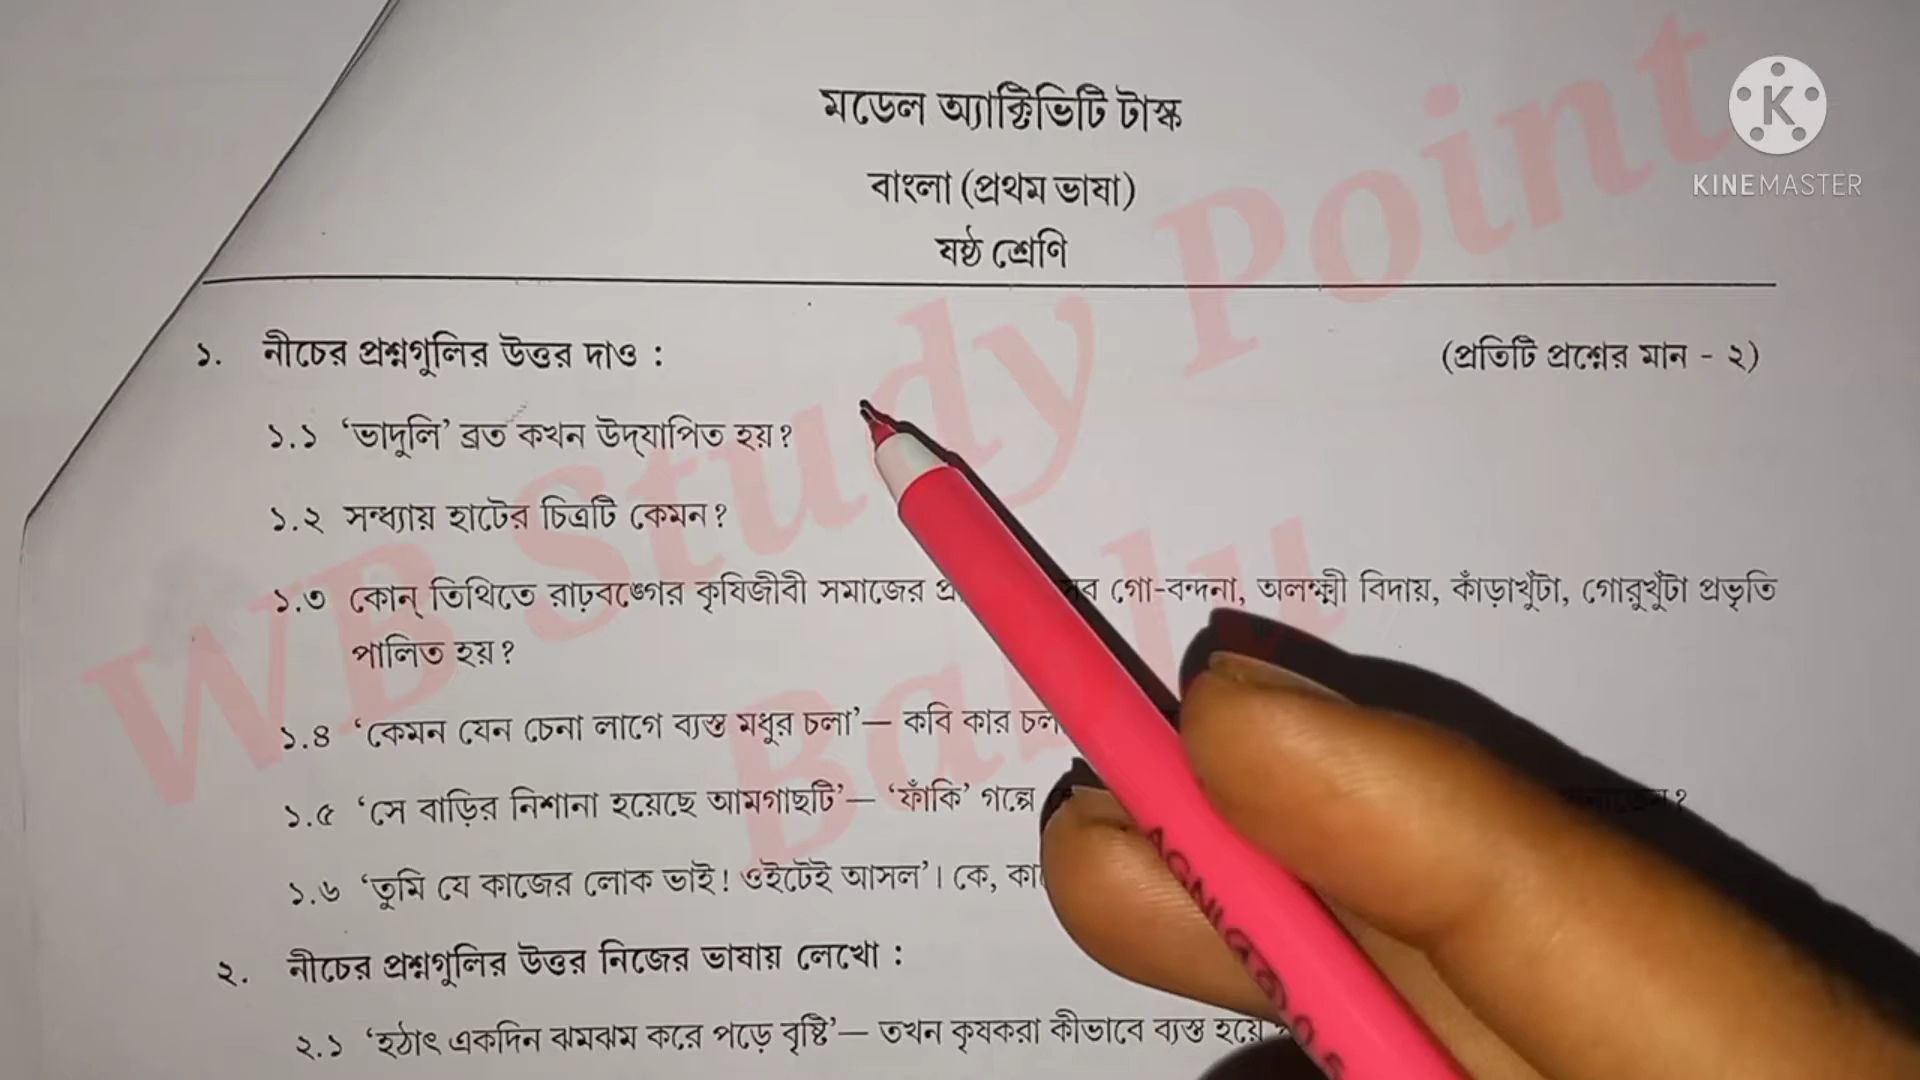 মডেল অ্যাক্টিভিটি টাস্ক
বাংলা (প্রথম ভাষা)
ষষ্ঠ শ্রেণি
K
KINEMASTER
১. নীচের প্রশ্নগুলির উত্তর দাও : (প্রতিটি প্রশ্নের মান - ২)
১.১ ‘ভাদুলি’ ব্রত কখন উদ্‌যাপিত হয়?
১.২ সন্ধ্যায় হাটের চিত্রটি কেমন?
১.৩ কোন্ তিথিতে রাঢ়বঙ্গের কৃষিজীবী সমাজের গো-বন্দনা, অলক্ষ্মী বিদায়, কাঁড়াখুঁটা, গোরুখুঁটা প্রভৃতি
পালিত হয়?
১.৪ ‘কেমন যেন চেনা লাগে ব্যস্ত মধুর চলা’— কবি কার
১.৫ ‘সে বাড়ির নিশানা হয়েছে আমগাছটি’— ‘ফাঁকি’ গল্পে
১.৬ ‘তুমি যে কাজের লোক ভাই! ওইটেই আসল’। কে,
২. নীচের প্রশ্নগুলির উত্তর নিজের ভাষায় লেখো :
২.১ ‘হঠাৎ একদিন ঝমঝম করে পড়ে বৃষ্টি’— তখন কৃষকরা কীভাবে ব্যস্ত হয়ে
WB Study Point
Bablu
AGNI